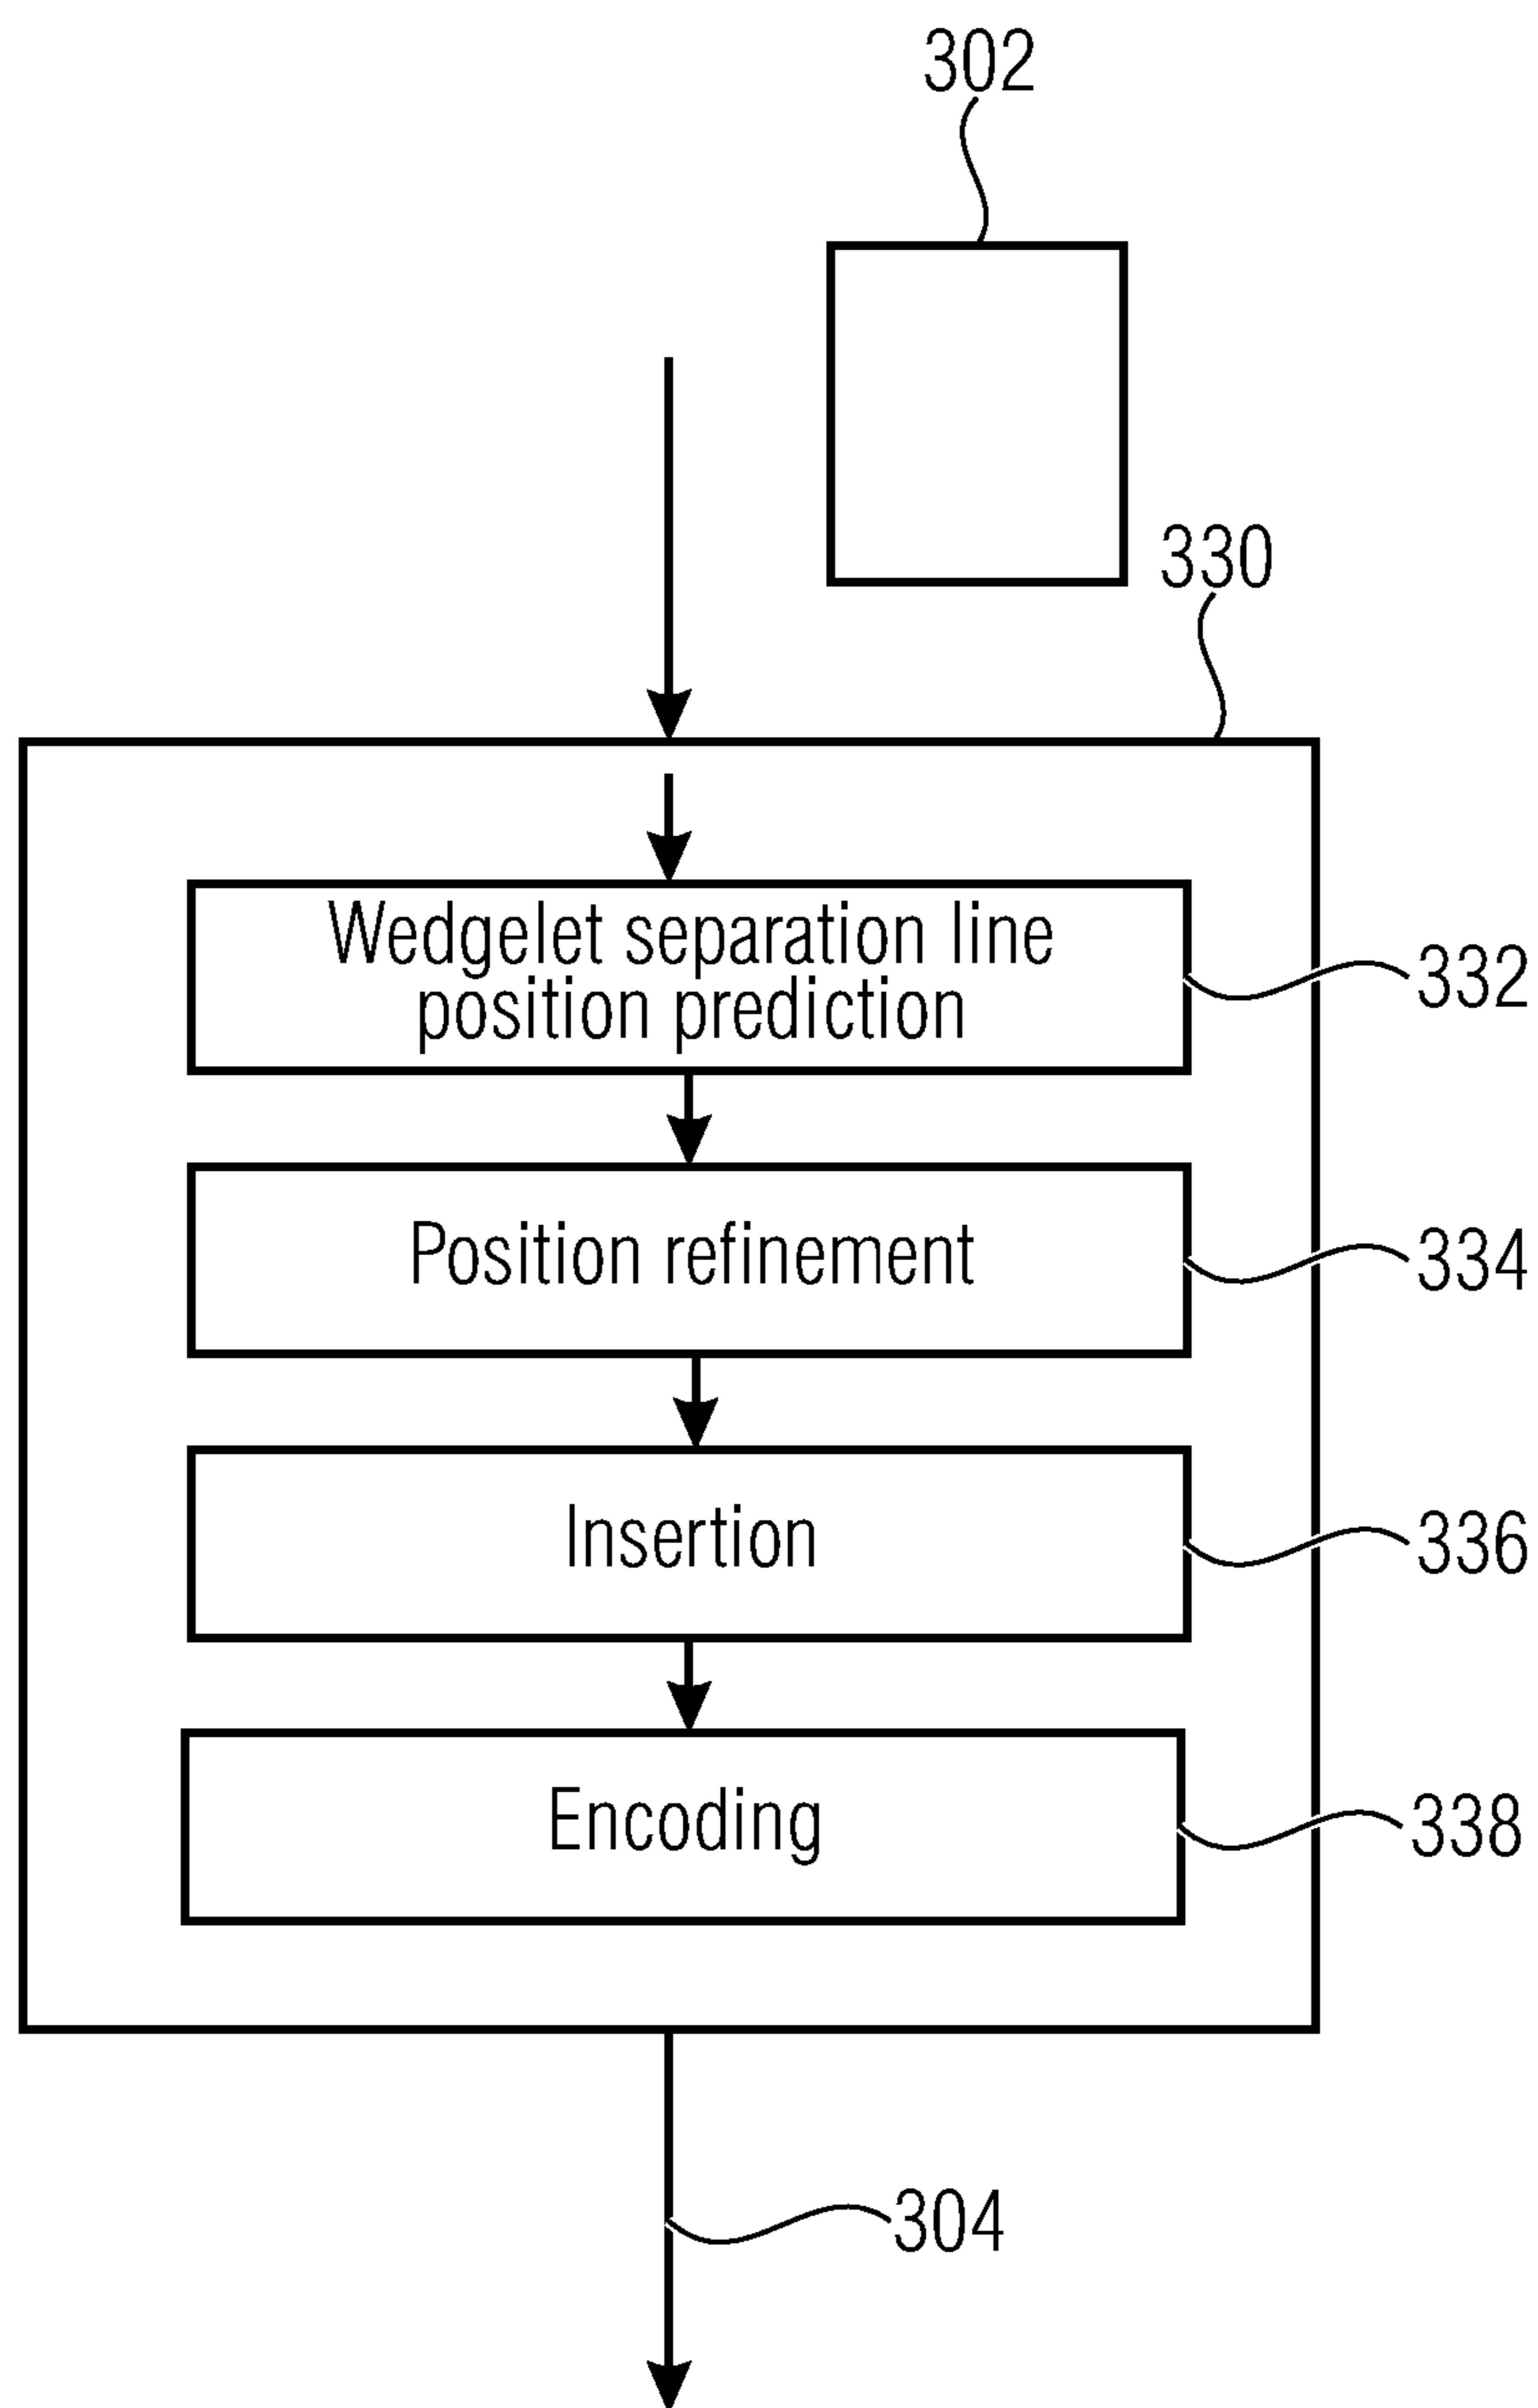 302
330
Wedgelet separation line
position prediction
332
Position refinement
334
Insertion
336
Encoding
338
304